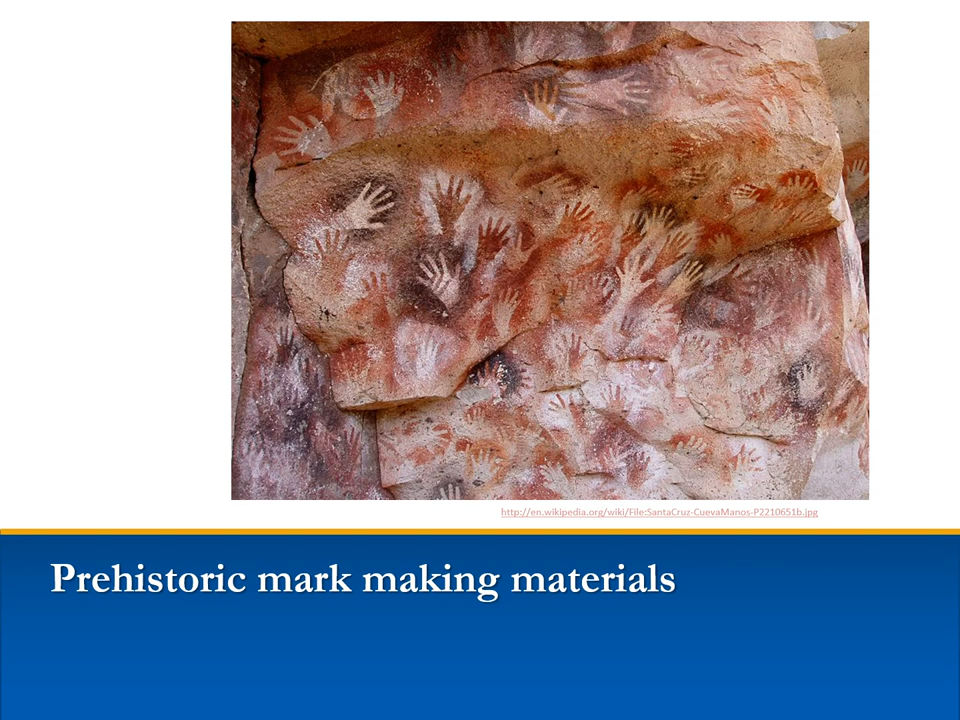 http://en.wikipedia.org/wiki/File:SantaCruz-CuevaManos-P2210651b.jpg
Prehistoric mark making materials